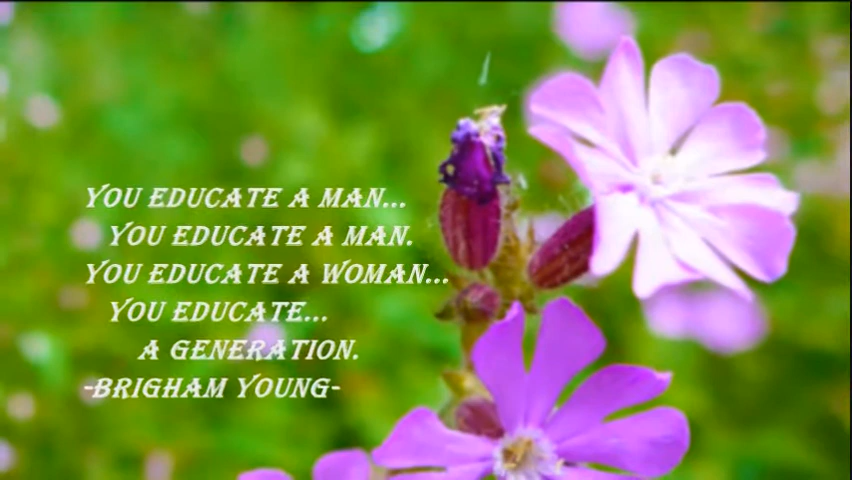 YOU EDUCATE A MAN...
YOU EDUCATE A MAN.
YOU EDUCATE A WOMAN...
YOU EDUCATE...
A GENERATION.
-BRIGHAM YOUNG-